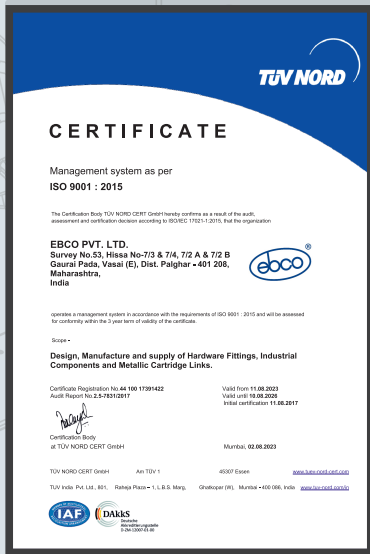 TÜV NORD
CERTIFICATE
Management system as per
ISO 9001 : 2015
The Certification Body TÜV NORD CERT GmbH hereby confirms as a result of the audit,
assessment and certification decision according to ISO/IEC 17021-1:2015, that the organization
EBCO PVT. LTD.
Survey No.53, Hissa No-7/3 & 7/4, 7/2 A & 7/2 B
Gaurai Pada, Vasai (E), Dist. Palghar - 401 208,
Maharashtra,
India
ebco®
operates a management system in accordance with the requirements of ISO 9001 : 2015 and will be assessed
for conformity within the 3 year term of validity of the certificate.
Scope -
Design, Manufacture and supply of Hardware Fittings, Industrial
Components and Metallic Cartridge Links.
Certificate Registration No.44 100 17391422 Valid from 11.08.2023
Audit Report No.2.5-7831/2017 Valid until 10.08.2026
Initial certification 11.08.2017
Certification Body
at TÜV NORD CERT GmbH Mumbai, 02.08.2023
TÜV NORD CERT GmbH Am TÜV 1 45307 Essen www.tuev-nord-cert.com
TUV India Pvt. Ltd., 801, Raheja Plaza - 1, L.B.S. Marg, Ghatkopar (W), Mumbai - 400 086, India www.tuv-nord.com/in
IAF
DAkkS
Deutsche
Akkreditierungsstelle
D-ZM-12007-01-00